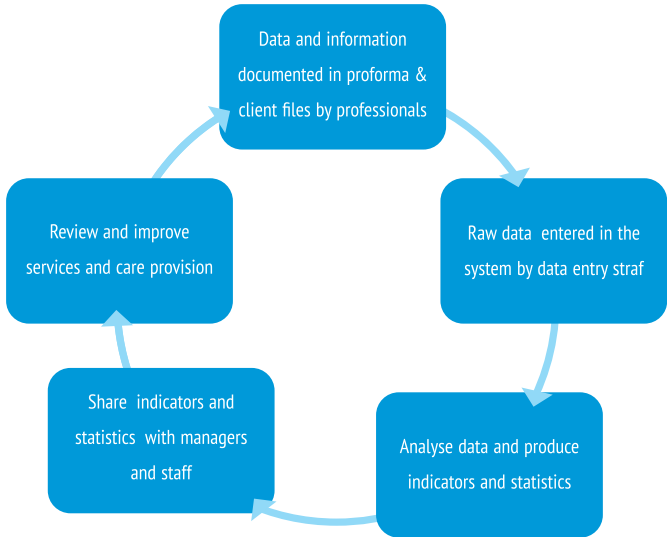 Data and information
documented in proforma &
client files by professionals
Raw data entered in the
system by data entry straf
Analyse data and produce
indicators and statistics
Share indicators and
statistics with managers
and staff
Review and improve
services and care provision